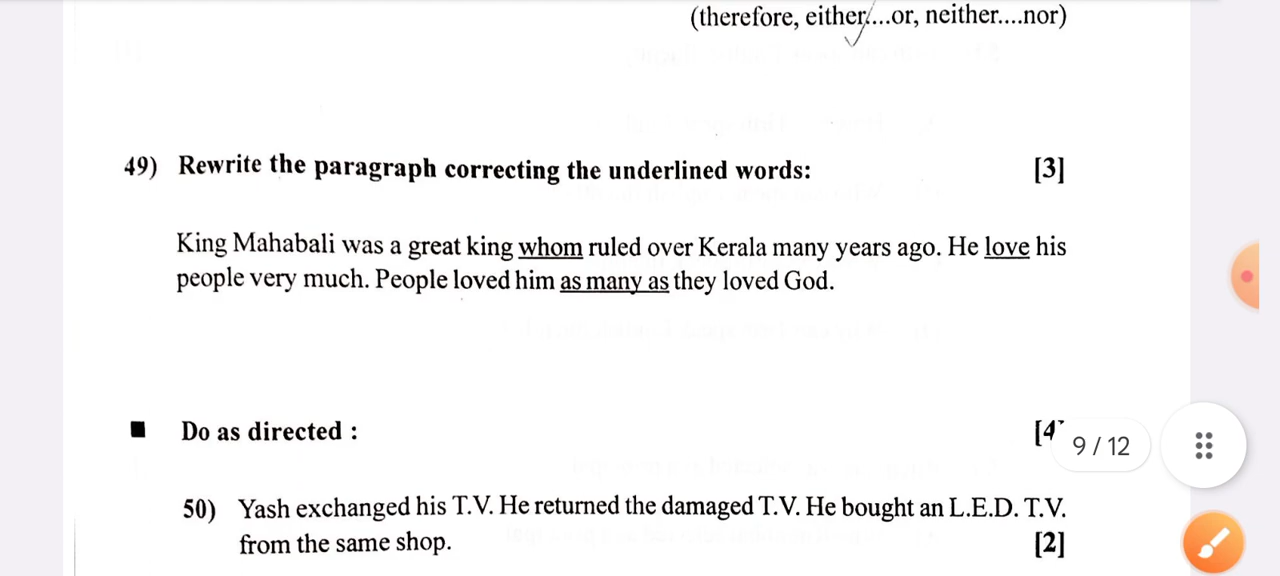 (therefore, either....or, neither....nor)
49) Rewrite the paragraph correcting the underlined words: [3]
King Mahabali was a great king whom ruled over Kerala many years ago. He love his
people very much. People loved him as many as they loved God.
Do as directed : [4
9 / 12
50) Yash exchanged his T.V. He returned the damaged T.V. He bought an L.E.D. T.V.
from the same shop. [2]